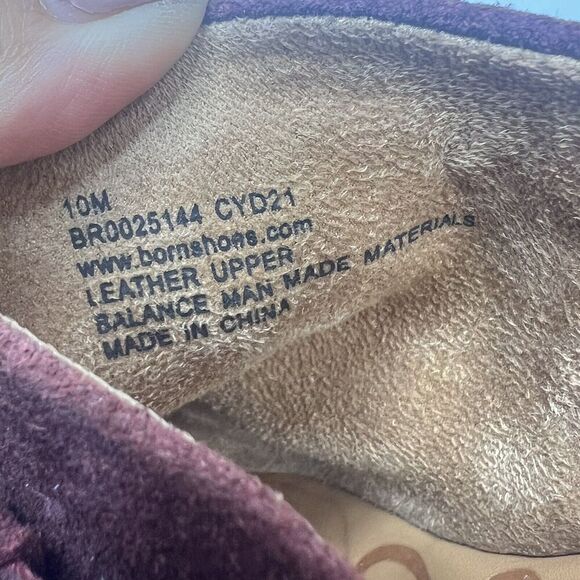 10M
BR0025144 CYD21
www.bornshoes.com
LEATHER UPPER
BALANCE MAN MADE MATERIALS
MADE IN CHINA